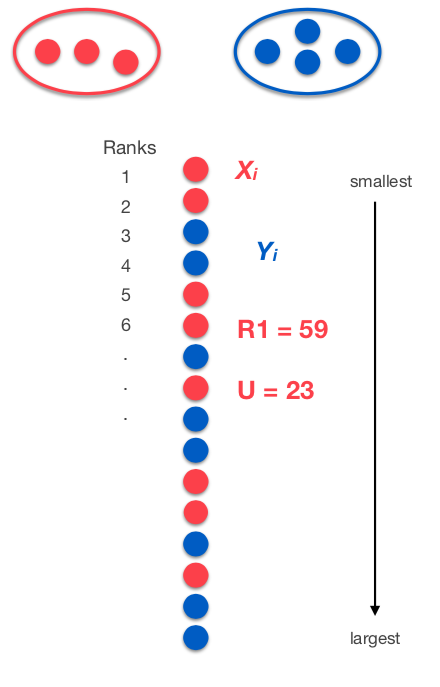 Ranks
1
2
3
4
5
6
.
.
.
Xi
Yi
R1 = 59
U = 23
smallest
largest